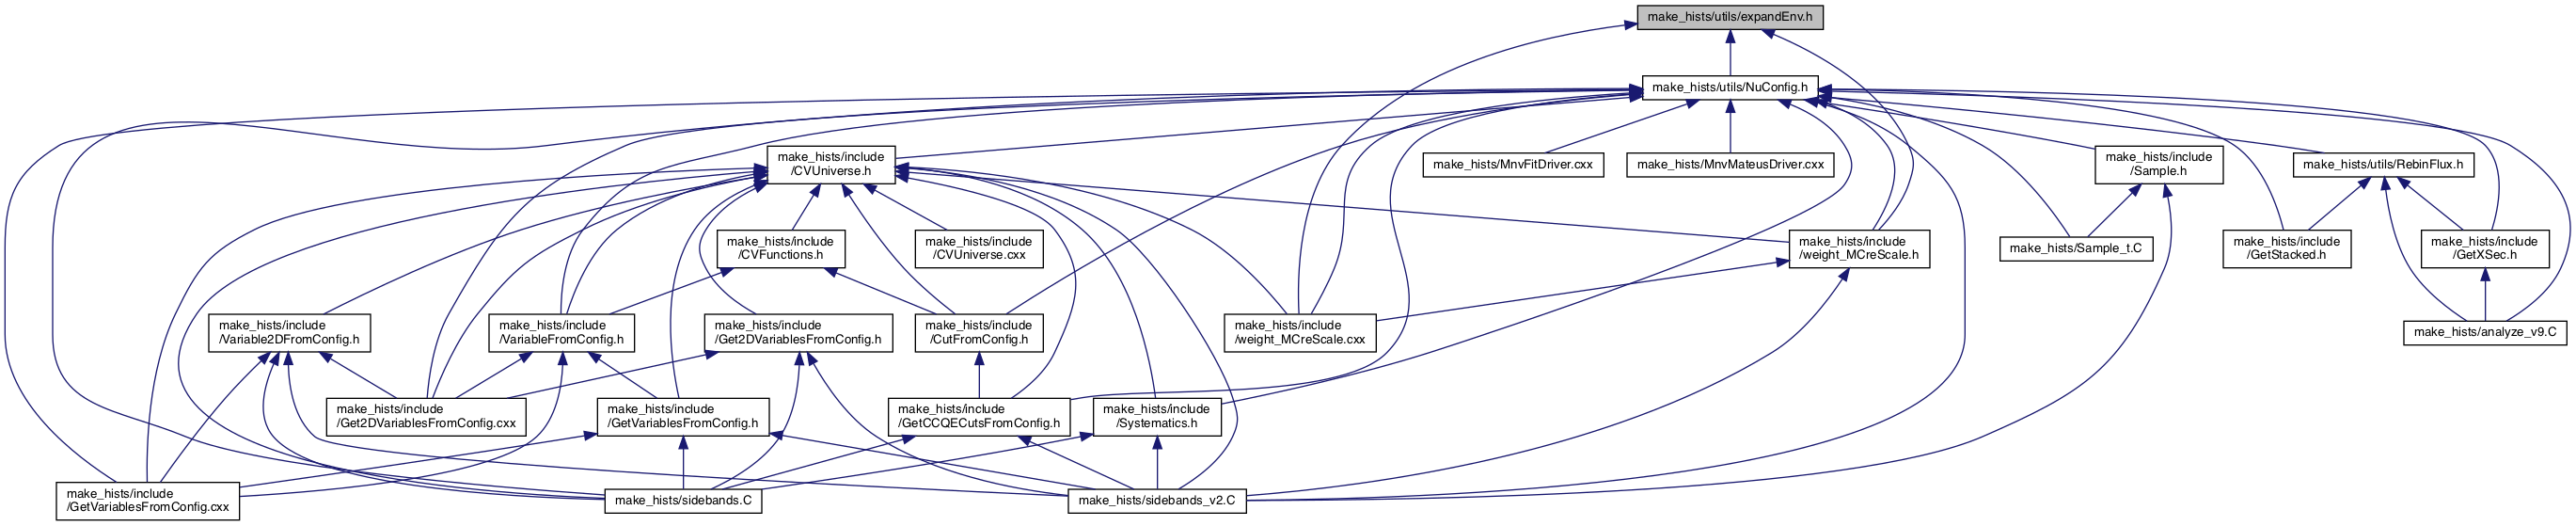 make_hists/utils/expandEnv.h
make_hists/utils/NuConfig.h
make_hists/include
/CVUniverse.h
make_hists/MnvFitDriver.cxx
make_hists/MnvMateusDriver.cxx
make_hists/include
/Sample.h
make_hists/utils/RebinFlux.h
make_hists/include
/CVFunctions.h
make_hists/include
/CVUniverse.cxx
make_hists/include
/weight_MCreScale.h
make_hists/Sample_t.C
make_hists/include
/GetStacked.h
make_hists/include
/GetXSec.h
make_hists/include
/Variable2DFromConfig.h
make_hists/include
/VariableFromConfig.h
make_hists/include
/Get2DVariablesFromConfig.h
make_hists/include
/CutFromConfig.h
make_hists/include
/weight_MCreScale.cxx
make_hists/analyze_v9.C
make_hists/include
/Get2DVariablesFromConfig.cxx
make_hists/include
/GetVariablesFromConfig.h
make_hists/include
/GetCCQECutsFromConfig.h
make_hists/include
/Systematics.h
make_hists/include
/GetVariablesFromConfig.cxx
make_hists/sidebands.C
make_hists/sidebands_v2.C